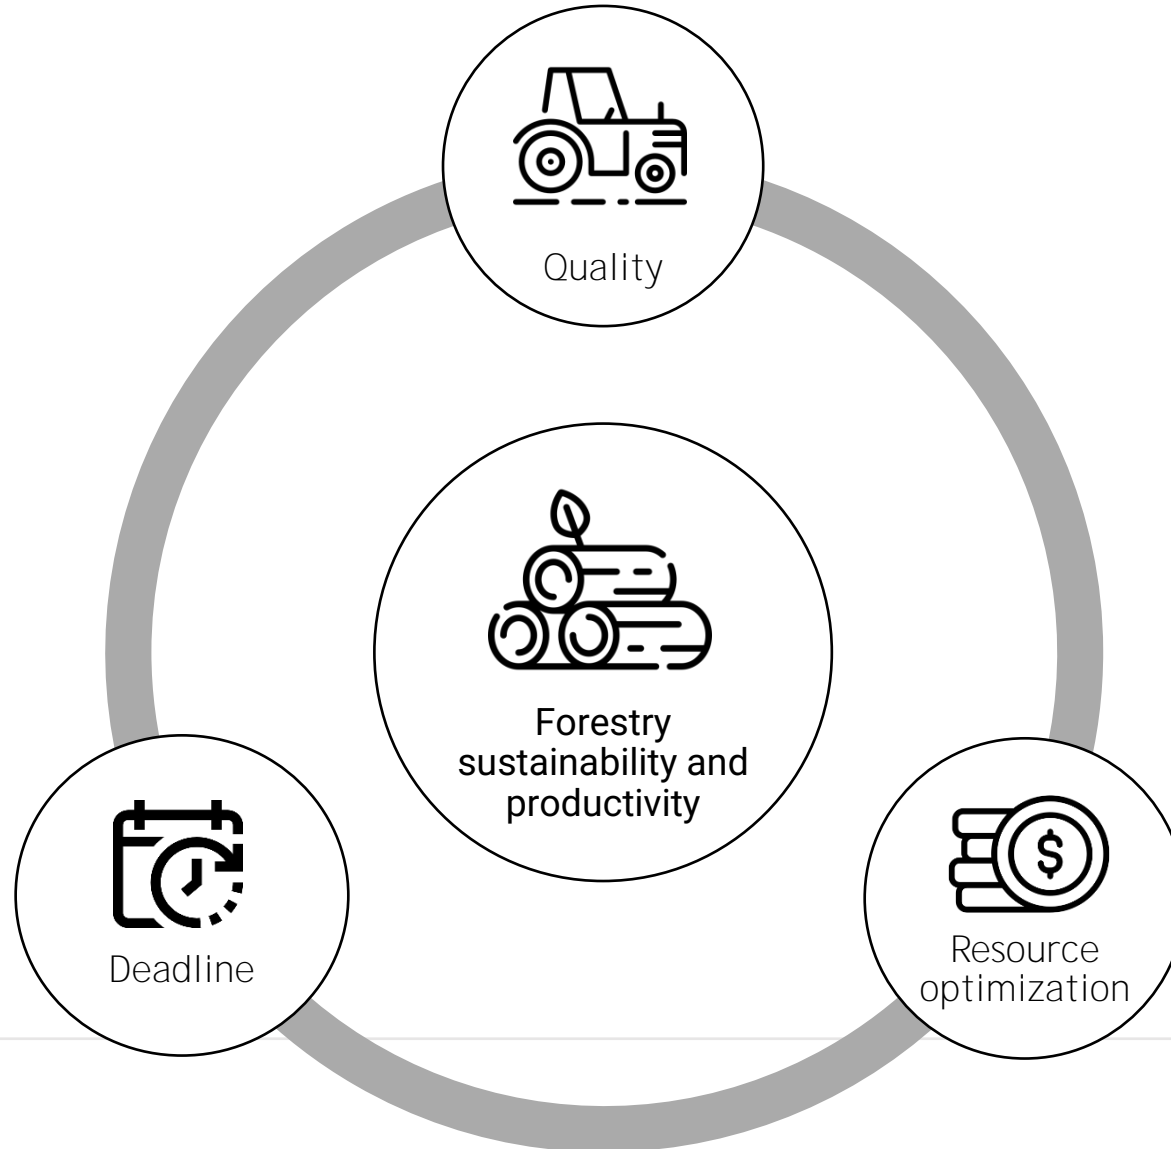 Quality
Forestry
sustainability and
productivity
Deadline
$
Resource
optimization